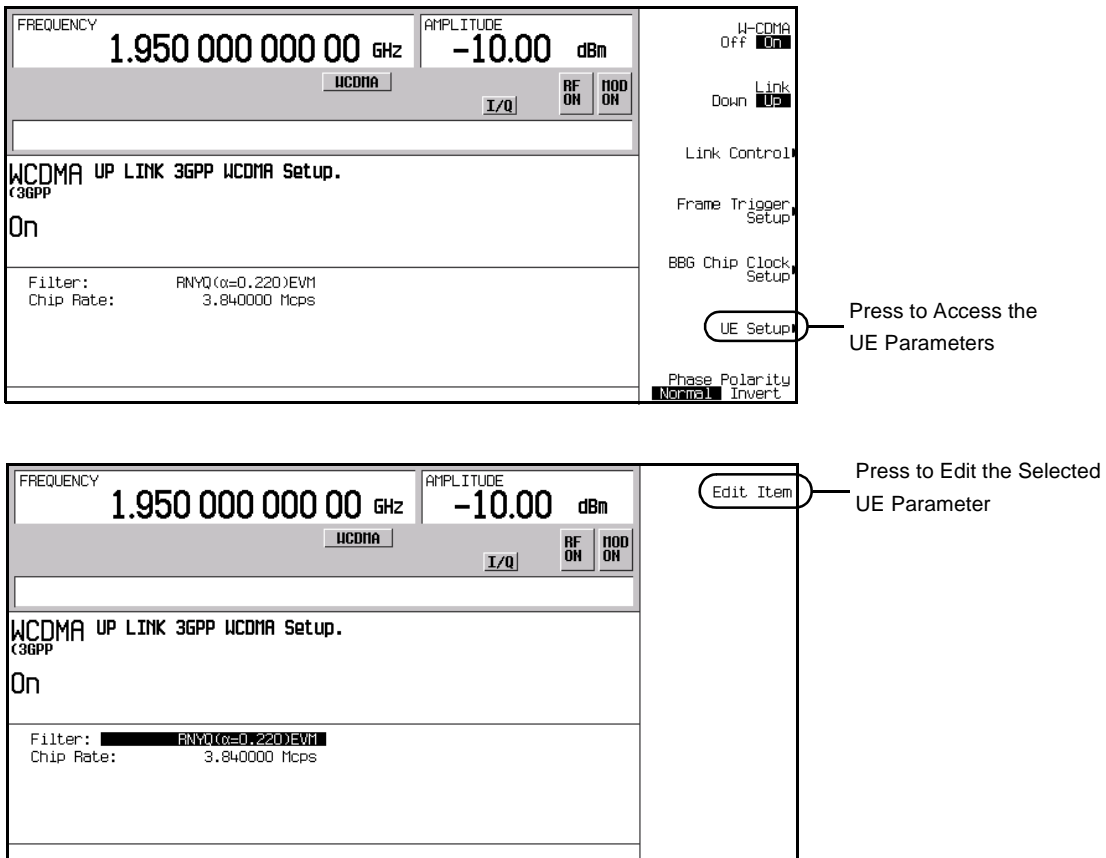 FREQUENCY
1.950 000 000 00 GHz
AMPLITUDE
-10.00 dBm
WCDMA
I/Q
RF ON
MOD ON
WCDMA UP LINK 3GPP WCDMA Setup.
(3GPP
On
Filter: RNYQ(α=0.220)EVM
Chip Rate: 3.840000 Mcps
W-CDMA
Off On
Link
Down Up
Link Control
Frame Trigger
Setup
BBG Chip Clock
Setup
UE Setup
Phase Polarity
Normal Invert
Press to Access the
UE Parameters
FREQUENCY
1.950 000 000 00 GHz
AMPLITUDE
-10.00 dBm
WCDMA
I/Q
RF ON
MOD ON
WCDMA UP LINK 3GPP WCDMA Setup.
(3GPP
On
Filter: RNYQ(α=0.220)EVM
Chip Rate: 3.840000 Mcps
Edit Item
Press to Edit the Selected
UE Parameter